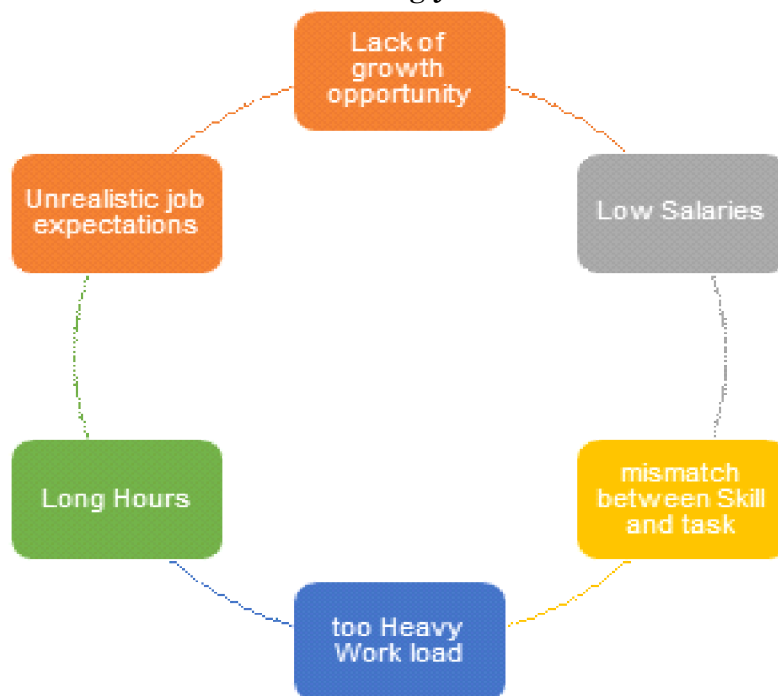 Lack of
growth
opportunity
Low Salaries
mismatch
between Skill
and task
too Heavy
Work load
Long Hours
Unrealistic job
expectations